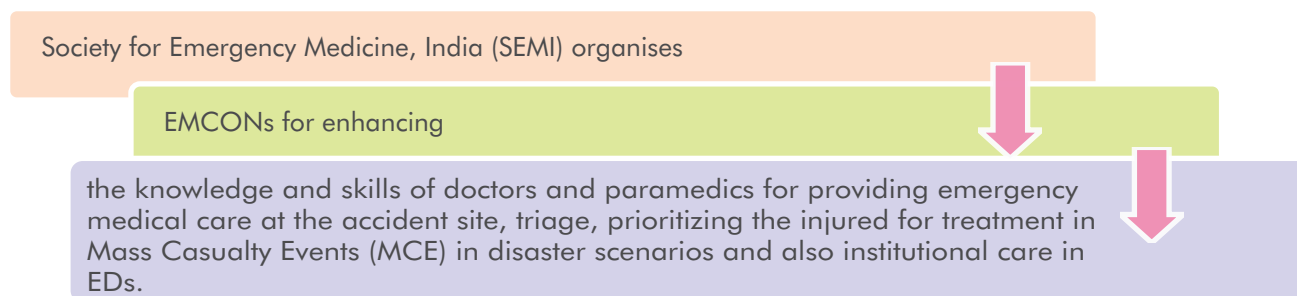 Society for Emergency Medicine, India (SEMI) organises
EMCONs for enhancing
the knowledge and skills of doctors and paramedics for providing emergency
medical care at the accident site, triage, prioritizing the injured for treatment in
Mass Casualty Events (MCE) in disaster scenarios and also institutional care in
EDs.